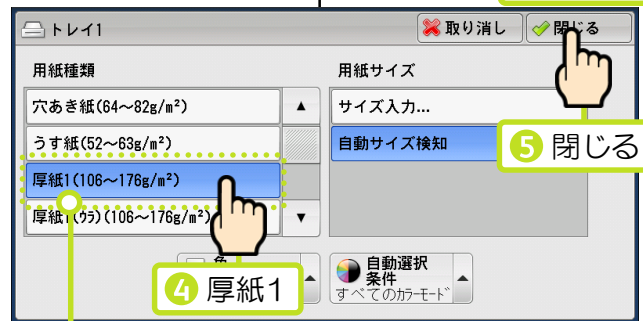 トレイ1
取り消し
閉じる
用紙種類
用紙サイズ
穴あき紙(64～82g/m²)
サイズ入力...
うす紙(52～63g/m²)
自動サイズ検知
5 閉じる
厚紙1(106～176g/m²)
厚紙1(ウラ)(106～176g/m²)
色
自動選択
条件
すべてのカラーモード
4 厚紙1